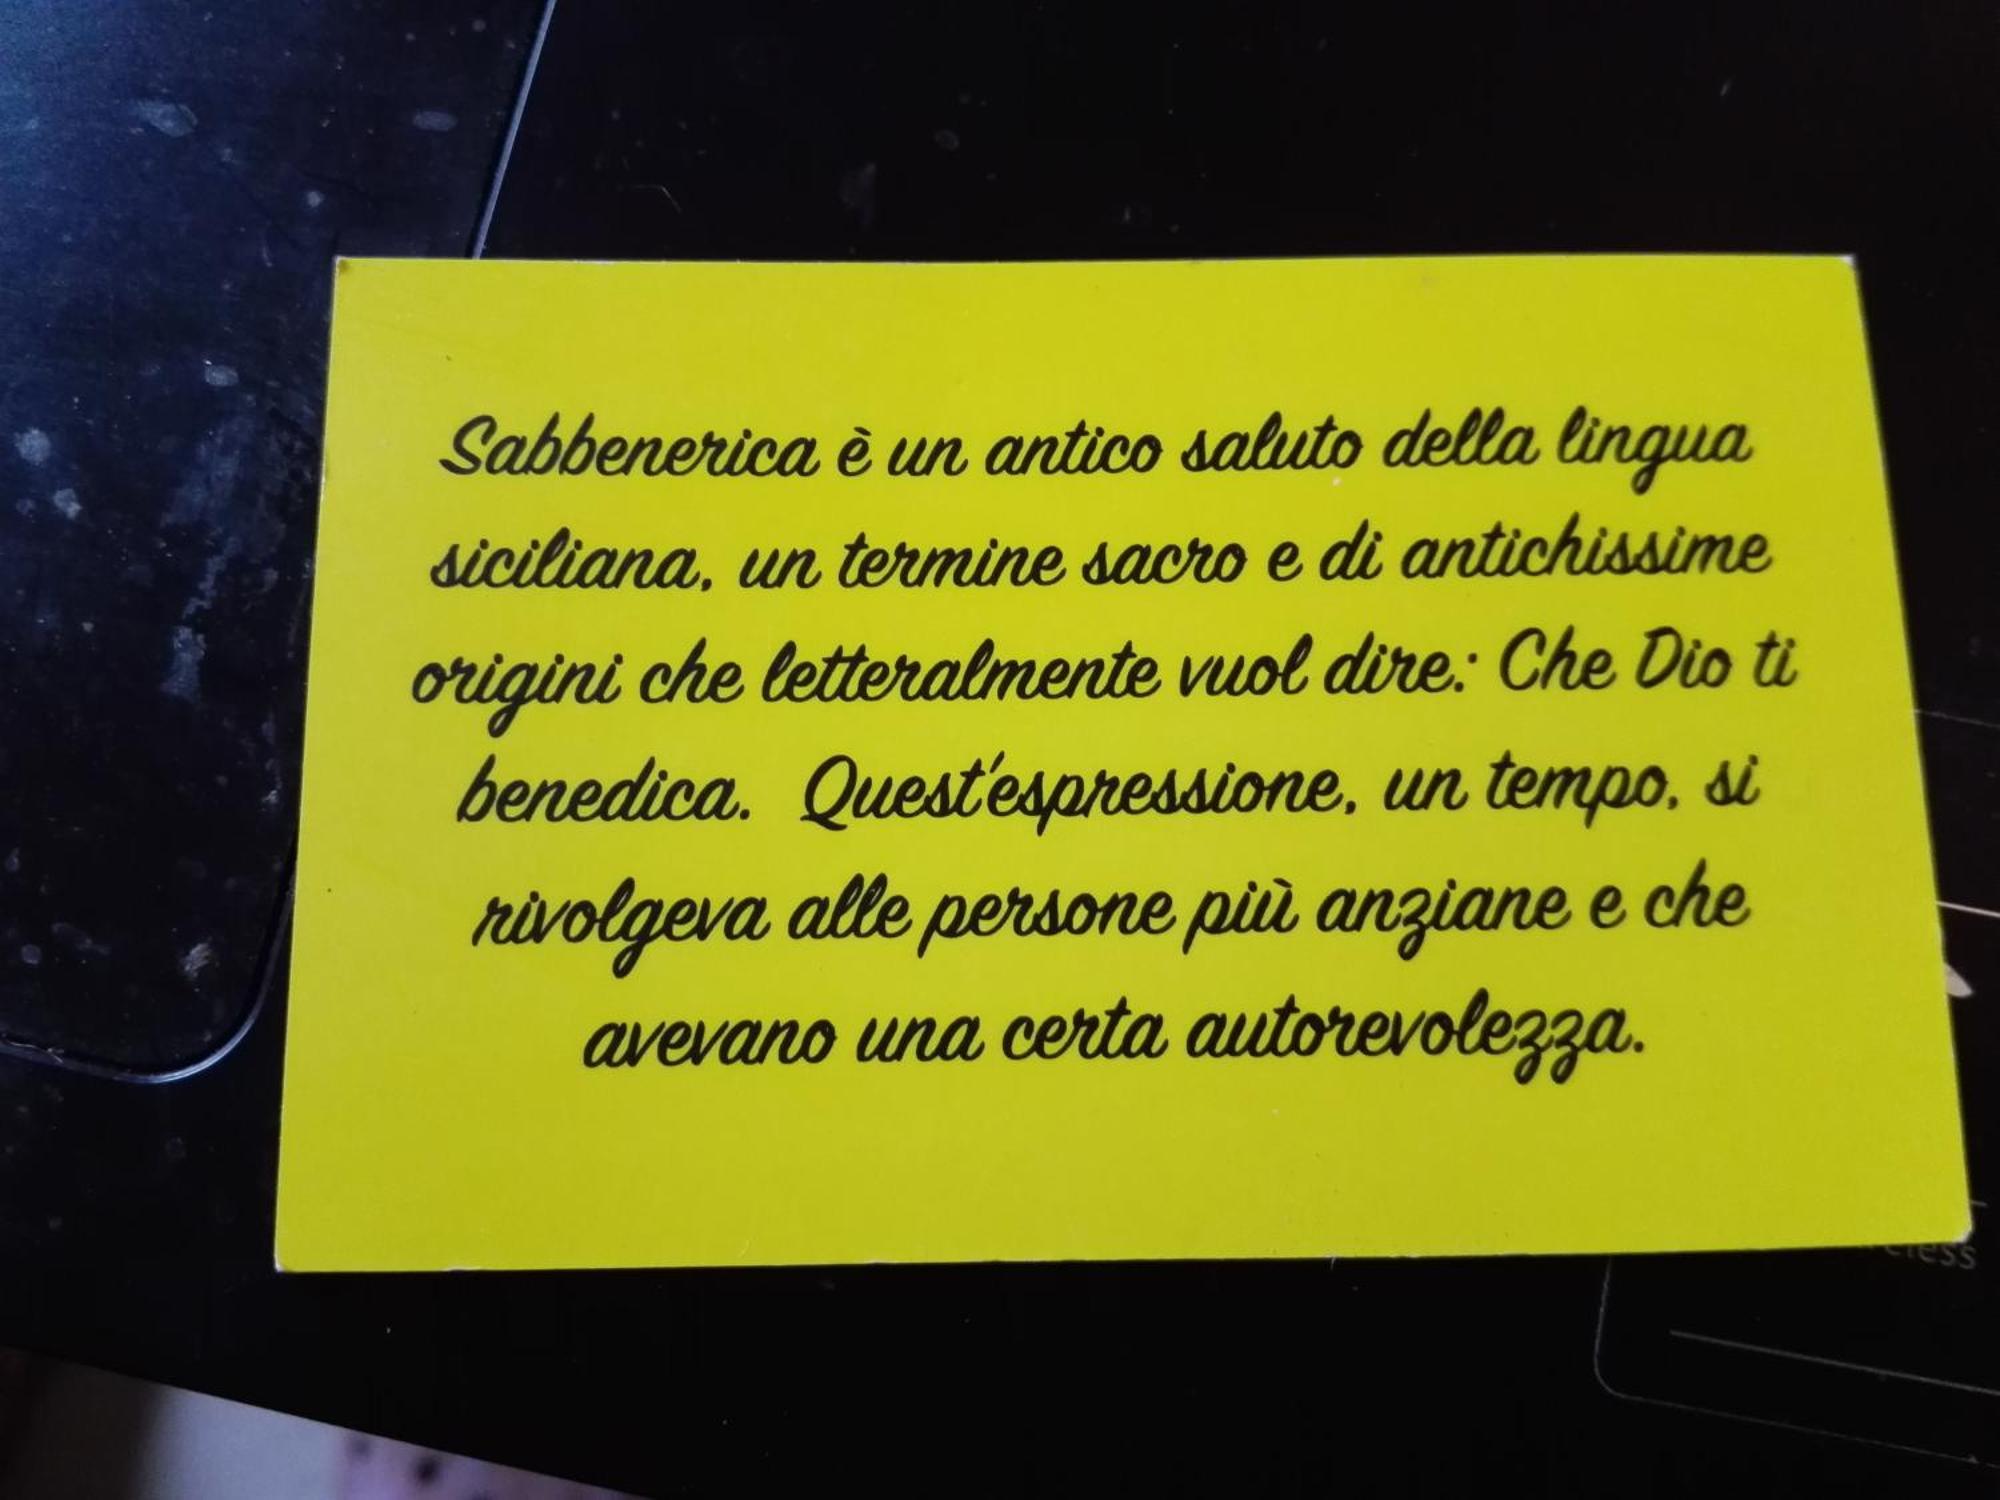 Sabbenerica è un antico saluto della lingua
siciliana, un termine sacro e di antichissime
origini che letteralmente vuol dire: Che Dio ti
benedica. Quest'espressione, un tempo, si
rivolgeva alle persone più anziane e che
avevano una certa autorevolezza.